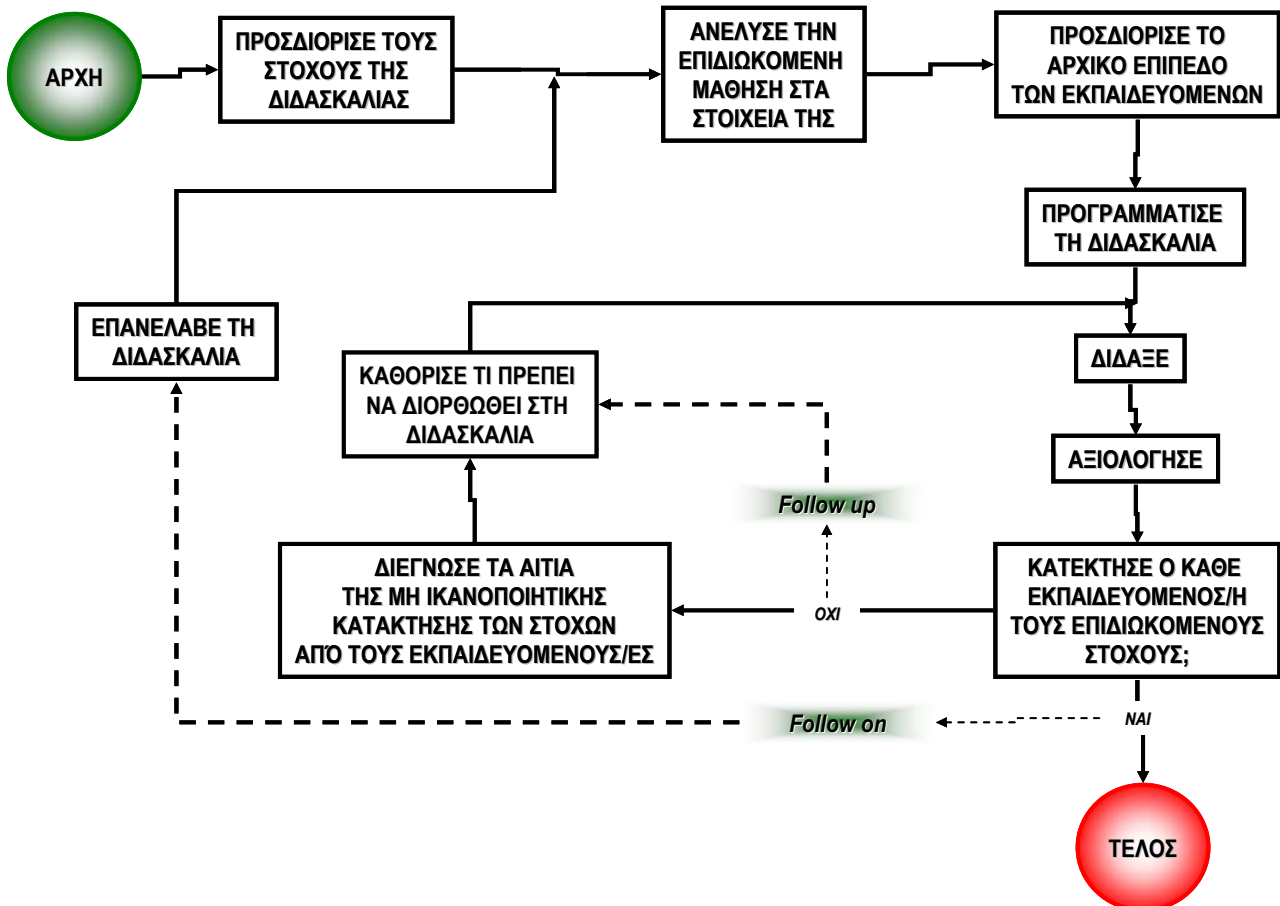 ΑΡΧΗ
ΠΡΟΣΔΙΟΡΙΣΕ ΤΟΥΣ
ΣΤΟΧΟΥΣ ΤΗΣ
ΔΙΔΑΣΚΑΛΙΑΣ
ΑΝΕΛΥΣΕ ΤΗΝ
ΕΠΙΔΙΩΚΟΜΕΝΗ
ΜΑΘΗΣΗ ΣΤΑ
ΣΤΟΙΧΕΙΑ ΤΗΣ
ΠΡΟΣΔΙΟΡΙΣΕ ΤΟ
ΑΡΧΙΚΟ ΕΠΙΠΕΔΟ
ΤΩΝ ΕΚΠΑΙΔΕΥΟΜΕΝΩΝ
ΠΡΟΓΡΑΜΜΑΤΙΣΕ
ΤΗ ΔΙΔΑΣΚΑΛΙΑ
ΕΠΑΝΕΛΑΒΕ ΤΗ
ΔΙΔΑΣΚΑΛΙΑ
ΚΑΘΟΡΙΣΕ ΤΙ ΠΡΕΠΕΙ
ΝΑ ΔΙΟΡΘΩΘΕΙ ΣΤΗ
ΔΙΔΑΣΚΑΛΙΑ
ΔΙΔΑΞΕ
ΑΞΙΟΛΟΓΗΣΕ
Follow up
ΔΙΕΓΝΩΣΕ ΤΑ ΑΙΤΙΑ
ΤΗΣ ΜΗ ΙΚΑΝΟΠΟΙΗΤΙΚΗΣ
ΚΑΤΑΚΤΗΣΗΣ ΤΩΝ ΣΤΟΧΩΝ
ΑΠΌ ΤΟΥΣ ΕΚΠΑΙΔΕΥΟΜΕΝΟΥΣ/ΕΣ
ΟΧΙ
ΚΑΤΕΚΤΗΣΕ Ο ΚΑΘΕ
ΕΚΠΑΙΔΕΥΟΜΕΝΟΣ/Η
ΤΟΥΣ ΕΠΙΔΙΩΚΟΜΕΝΟΥΣ
ΣΤΟΧΟΥΣ;
Follow on
ΝΑΙ
ΤΕΛΟΣ